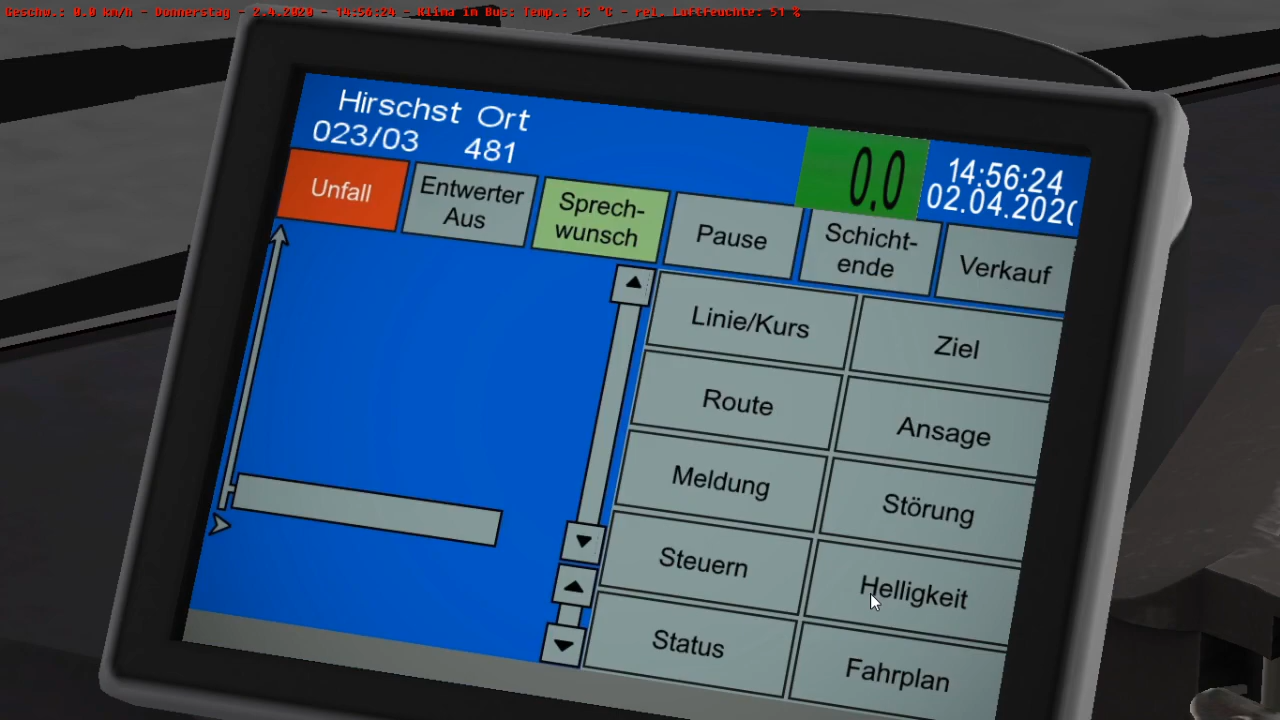 Geschw.: 0.0 km/h - Donnerstag - 2.4.2020 - 14:56:24 - Klima im Bus: Temp.: 15 °C - rel. Luftfeuchte: 51 %
Hirschst Ort
023/03 481
0.0
14:56:24
02.04.2020
Unfall
Entwerter
Aus
Sprech-
wunsch
Pause
Schicht-
ende
Verkauf
Linie/Kurs
Ziel
Route
Ansage
Meldung
Störung
Steuern
Helligkeit
Status
Fahrplan